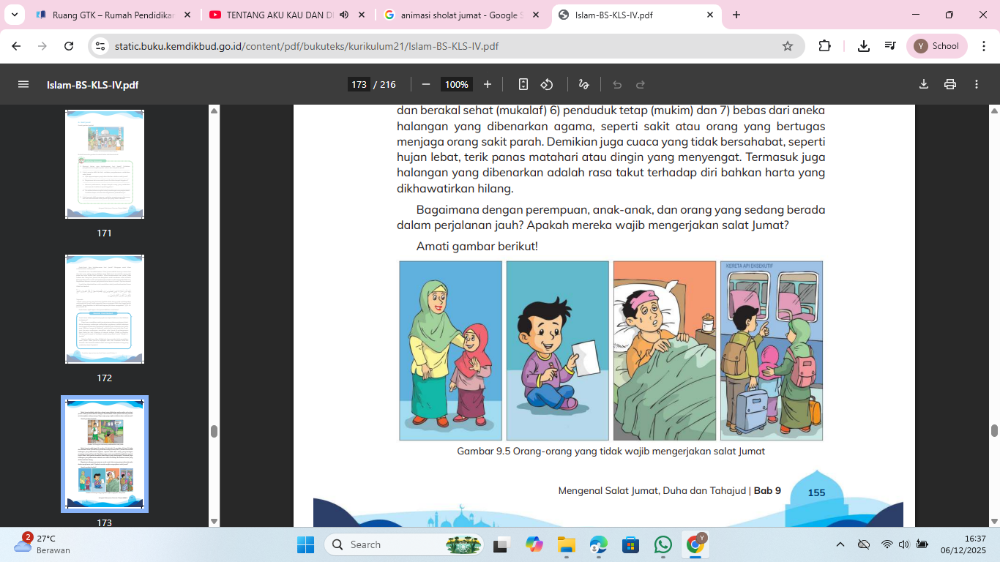 Ruang GTK – Rumah Pendidikan
TENTANG AKU KAU DAN DI
animasi sholat jumat - Google S
Islam-BS-KLS-IV.pdf
static.buku.kemdikbud.go.id/content/pdf/bukuteks/kurikulum21/Islam-BS-KLS-IV.pdf
Y School
Islam-BS-KLS-IV.pdf
173 / 216
100%
171
172
173
dan berakal sehat (mukalaf) 6) penduduk tetap (mukim) dan 7) bebas dari aneka
halangan yang dibenarkan agama, seperti sakit atau orang yang bertugas
menjaga orang sakit parah. Demikian juga cuaca yang tidak bersahabat, seperti
hujan lebat, terik panas matahari atau dingin yang menyengat. Termasuk juga
halangan yang dibenarkan adalah rasa takut terhadap diri bahkan harta yang
dikhawatirkan hilang.
Bagaimana dengan perempuan, anak-anak, dan orang yang sedang berada
dalam perjalanan jauh? Apakah mereka wajib mengerjakan salat Jumat?
Amati gambar berikut!
KERETA API EKSEKUTIF
Gambar 9.5 Orang-orang yang tidak wajib mengerjakan salat Jumat
Mengenal Salat Jumat, Duha dan Tahajud | Bab 9
155
2
27°C
Berawan
Search
Y
16:37
06/12/2025